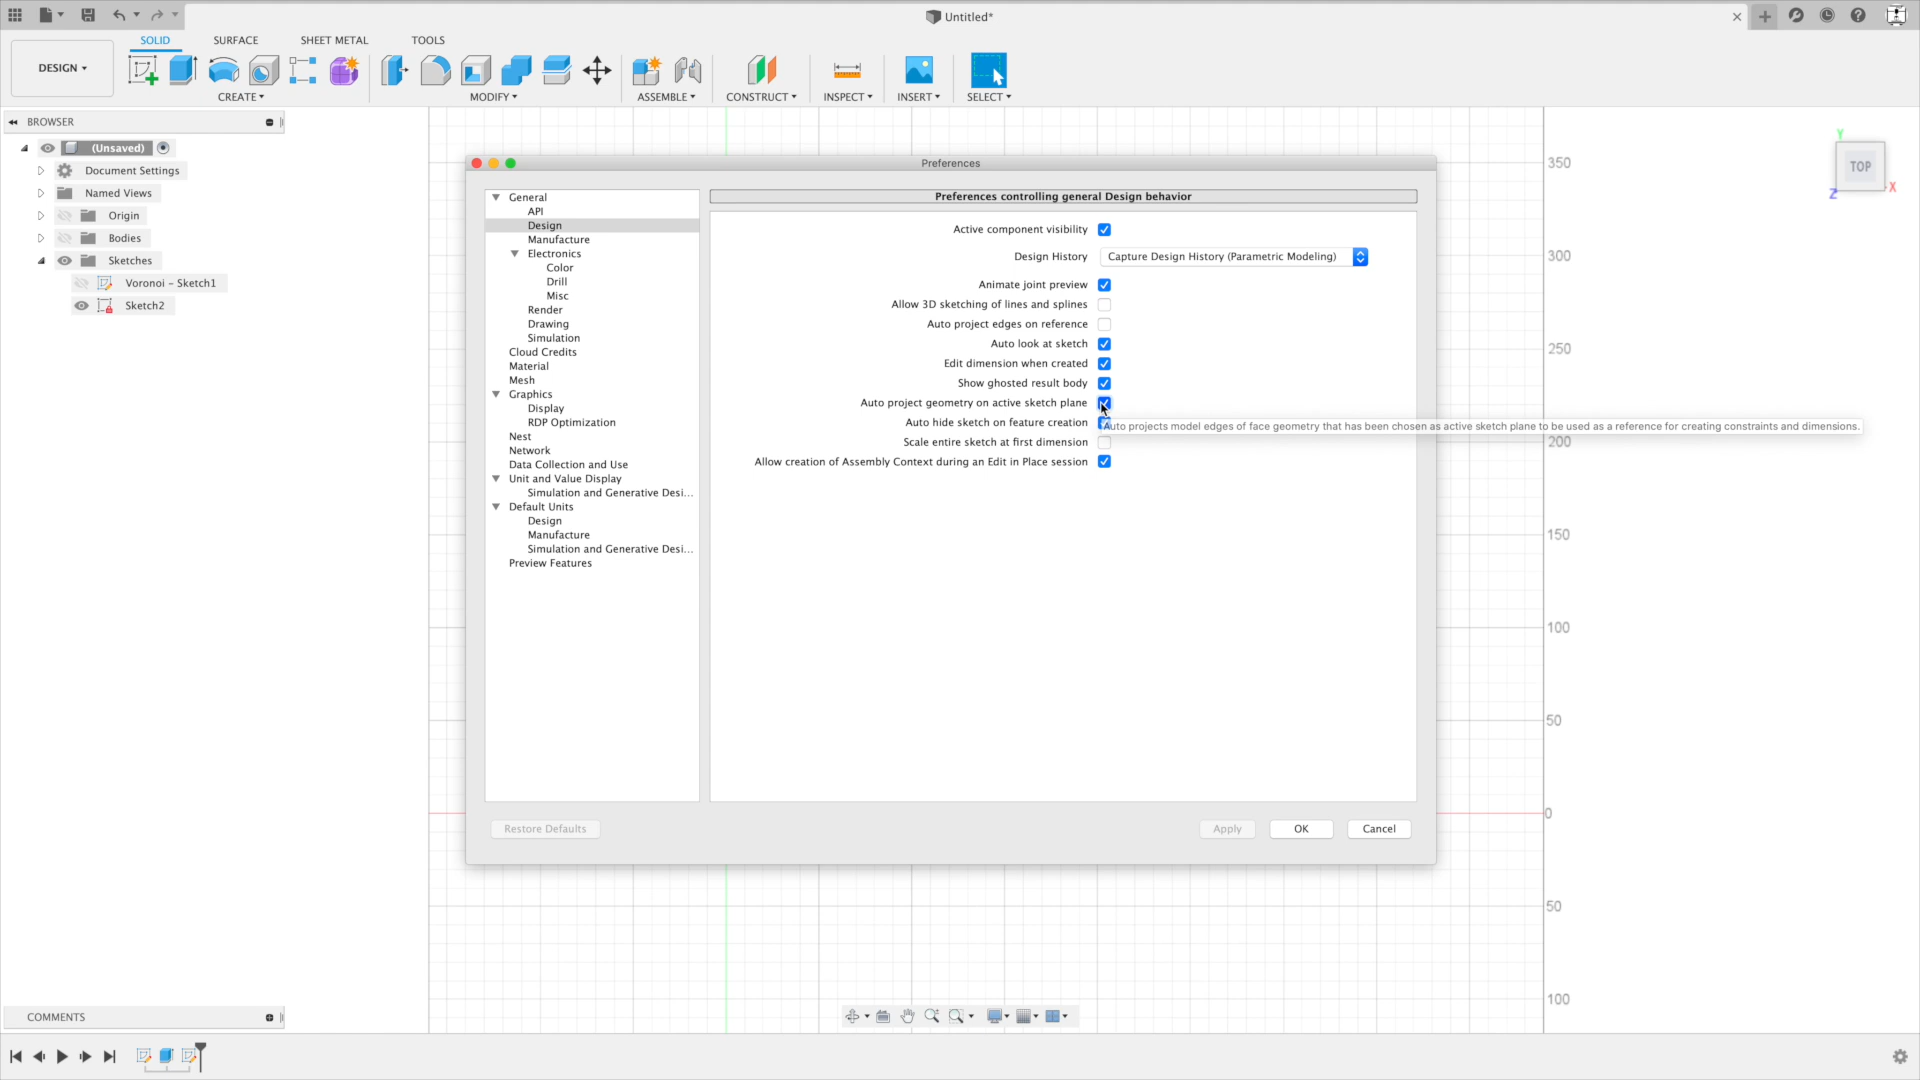 Untitled*
SOLID SURFACE SHEET METAL TOOLS
DESIGN
CREATE MODIFY ASSEMBLE CONSTRUCT INSPECT INSERT SELECT
BROWSER
(Unsaved)
Document Settings
Named Views
Origin
Bodies
Sketches
Voronoi - Sketch1
Sketch2
Preferences
General
API
Design
Manufacture
Electronics
Color
Drill
Misc
Render
Drawing
Simulation
Cloud Credits
Material
Mesh
Graphics
Display
RDP Optimization
Nest
Network
Data Collection and Use
Unit and Value Display
Simulation and Generative Desi...
Default Units
Design
Manufacture
Simulation and Generative Desi...
Preview Features
Preferences controlling general Design behavior
Active component visibility
Design History Capture Design History (Parametric Modeling)
Animate joint preview
Allow 3D sketching of lines and splines
Auto project edges on reference
Auto look at sketch
Edit dimension when created
Show ghosted result body
Auto project geometry on active sketch plane
Auto hide sketch on feature creation
Auto projects model edges of face geometry that has been chosen as active sketch plane to be used as a reference for creating constraints and dimensions.
Scale entire sketch at first dimension
Allow creation of Assembly Context during an Edit in Place session
Restore Defaults Apply OK Cancel
350
300
250
200
150
100
50
0
50
100
Y
TOP
X
Z
COMMENTS